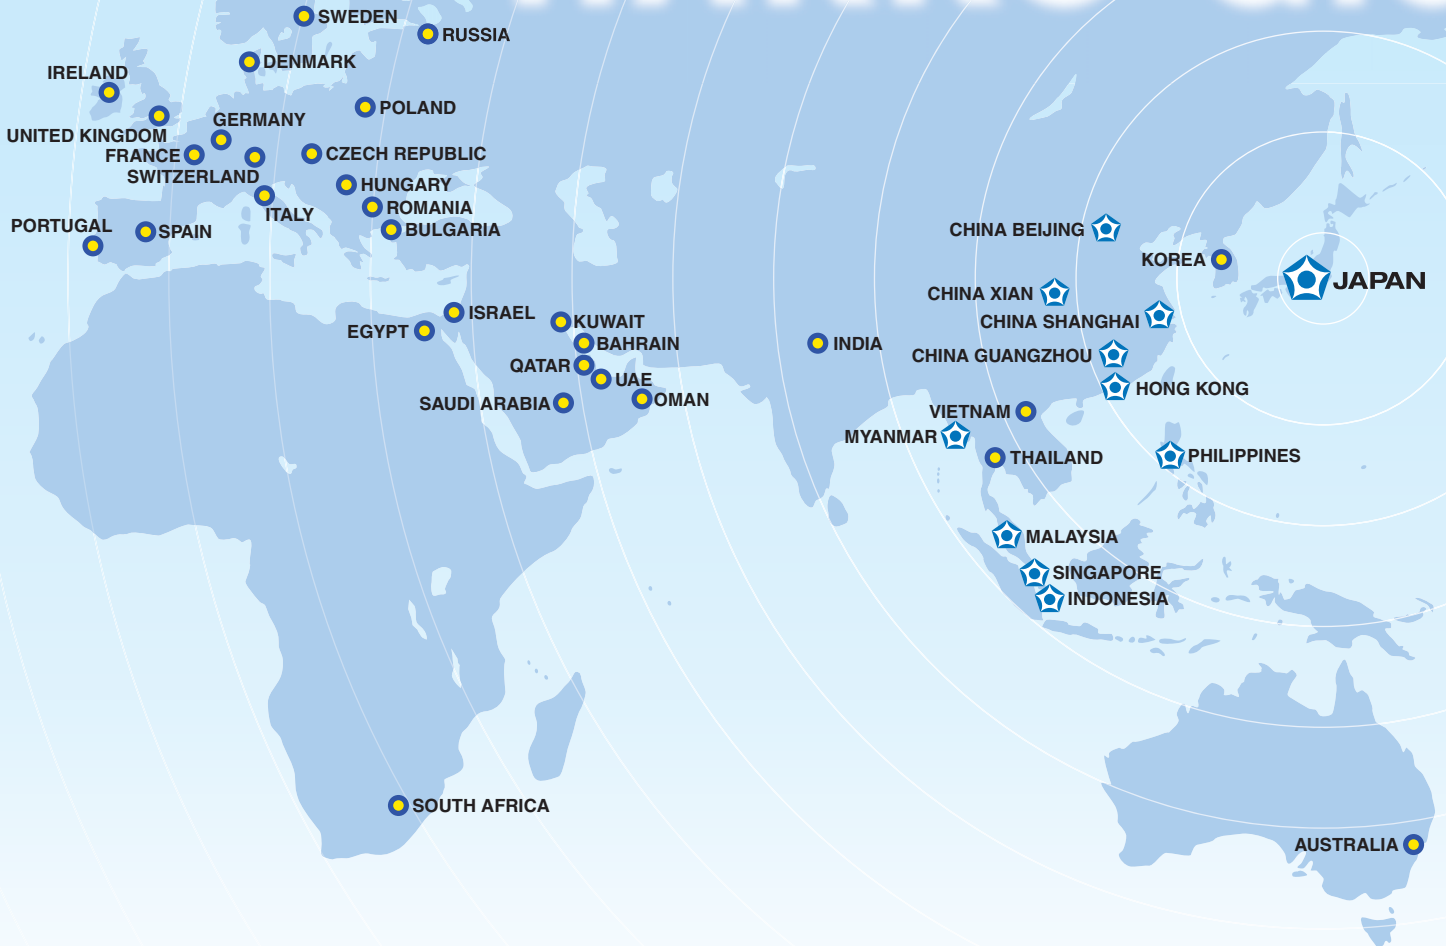 SWEDEN
RUSSIA
DENMARK
IRELAND
POLAND
GERMANY
UNITED KINGDOM
FRANCE
CZECH REPUBLIC
SWITZERLAND
HUNGARY
ROMANIA
ITALY
PORTUGAL
SPAIN
BULGARIA
CHINA BEIJING
KOREA
JAPAN
CHINA XIAN
ISRAEL
KUWAIT
CHINA SHANGHAI
EGYPT
BAHRAIN
INDIA
CHINA GUANGZHOU
QATAR
UAE
HONG KONG
SAUDI ARABIA
OMAN
VIETNAM
MYANMAR
THAILAND
PHILIPPINES
MALAYSIA
SINGAPORE
INDONESIA
SOUTH AFRICA
AUSTRALIA